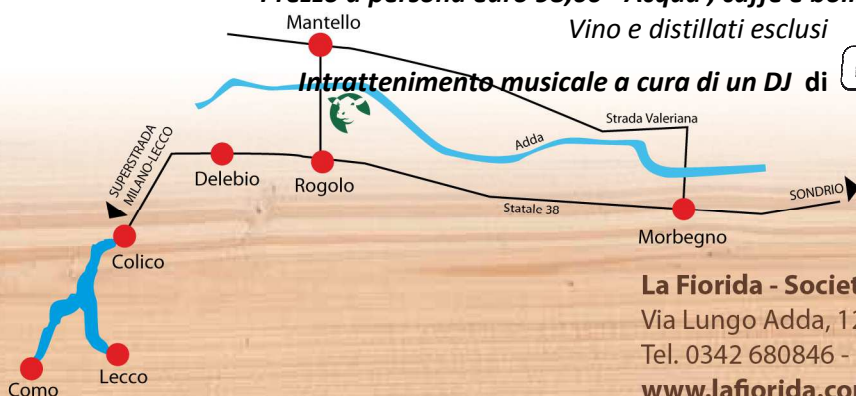 Mantello
Vino e distillati esclusi
Intrattenimento musicale a cura di un DJ di
Strada Valeriana
Adda
SUPERSTRADA
MILANO-LECCO
Delebio
Rogolo
SONDRIO
Statale 38
Morbegno
Colico
La Fiorida - Societ
Via Lungo Adda, 12
Tel. 0342 680846 -
www.lafiorida.co
Lecco
Como